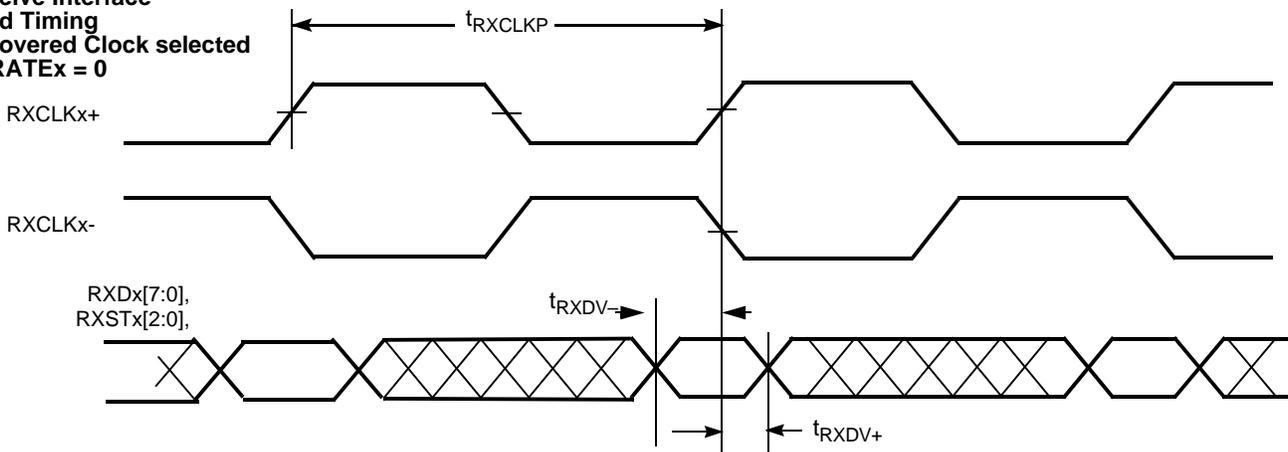 d Timing
overed Clock selected
RATEx = 0
tRXCLKP
RXCLKx+
RXCLKx-
RXDx[7:0],
RXSTx[2:0],
tRXDV–
tRXDV+